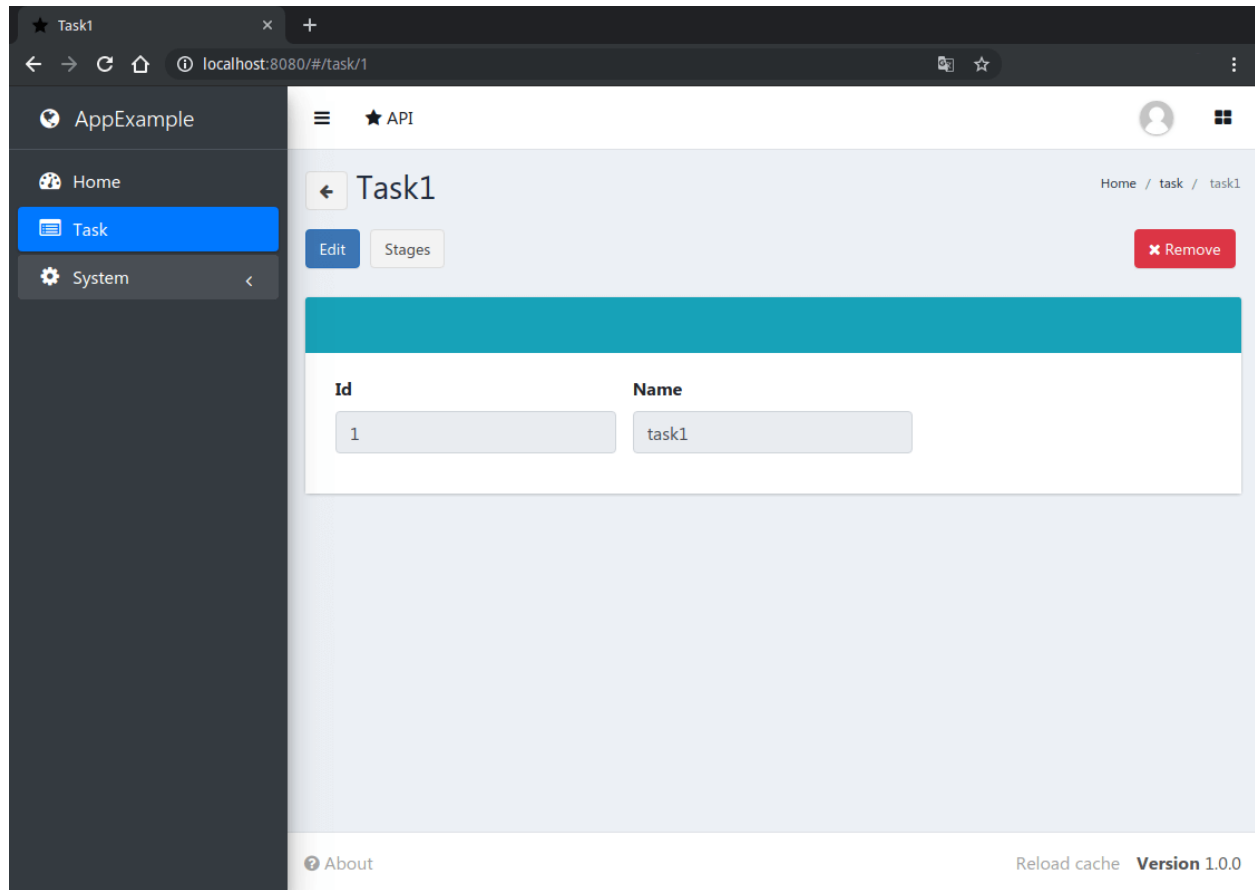 Task1
localhost:8080/#/task/1
AppExample
API
Home
Task
System
Task1
Home / task / task1
Edit
Stages
Remove
Id
Name
1
task1
About
Reload cache Version 1.0.0